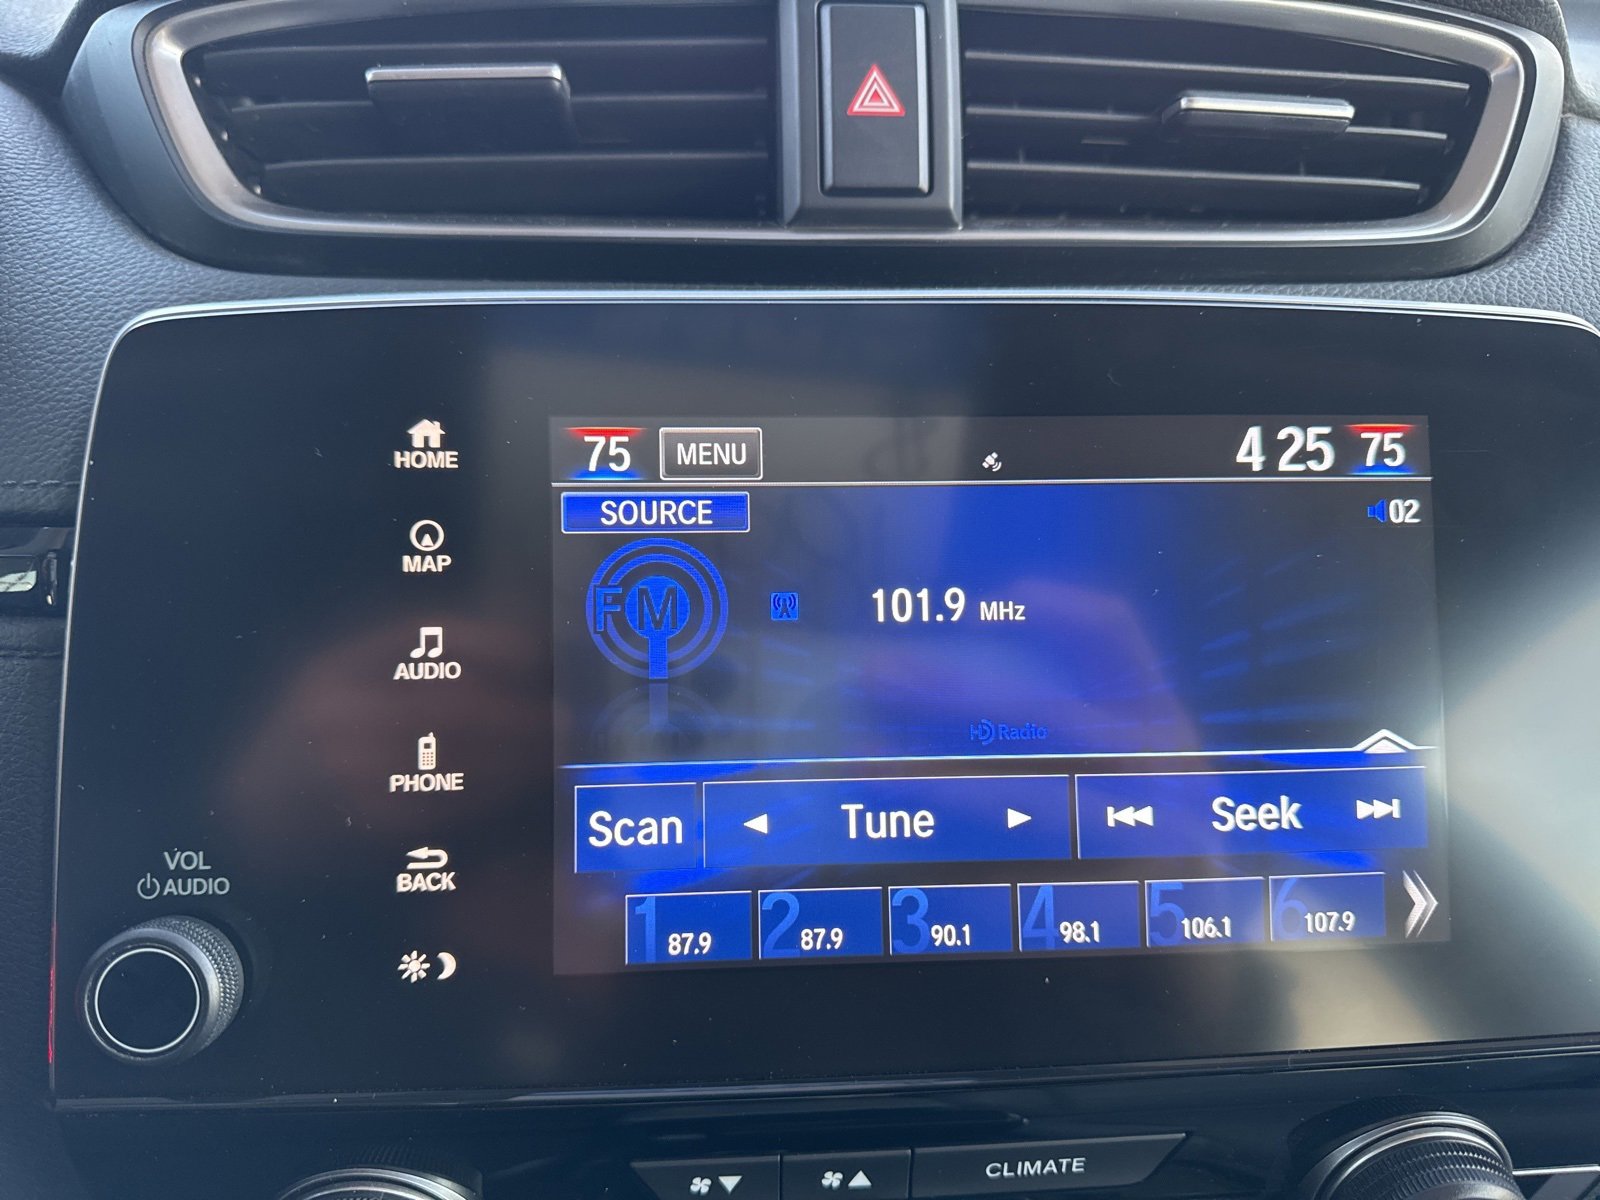 75 MENU 4 25 75
SOURCE 02
FM 101.9 MHz
HD Radio
Scan Tune Seek
1 87.9 2 87.9 3 90.1 4 98.1 5 106.1 6 107.9
HOME
MAP
AUDIO
PHONE
BACK
VOL
AUDIO
CLIMATE